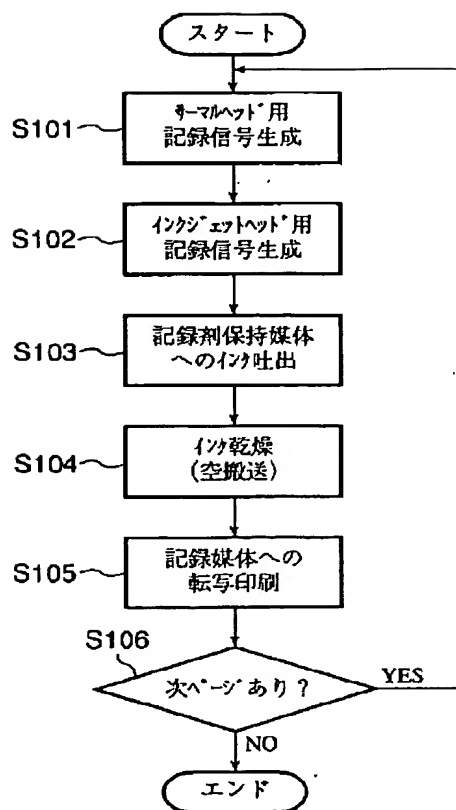 スタート
S101
サーマルヘッド用
記録信号生成
S102
インクジェットヘッド用
記録信号生成
S103
記録剤保持媒体
へのインク吐出
S104
インク乾燥
(空搬送)
S105
記録媒体への
転写印刷
S106
次ページあり?
YES
NO
エンド